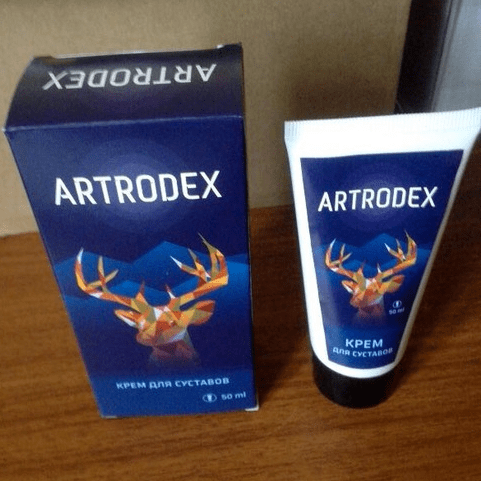 ARTRODEX
ARTRODEX
КРЕМ ДЛЯ СУСТАВОВ
50 ml
ARTRODEX
50 ml
КРЕМ
ДЛЯ СУСТАВОВ